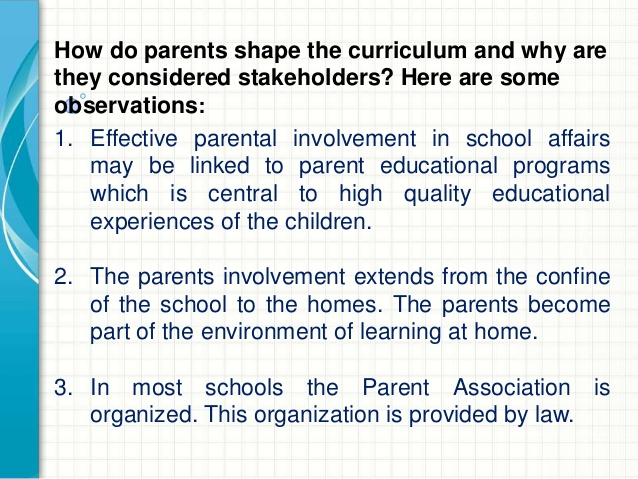 How do parents shape the curriculum and why are
they considered stakeholders? Here are some
observations:
1. Effective parental involvement in school affairs
may be linked to parent educational programs
which is central to high quality educational
experiences of the children.
2. The parents involvement extends from the confine
of the school to the homes. The parents become
part of the environment of learning at home.
3. In most schools the Parent Association is
organized. This organization is provided by law.